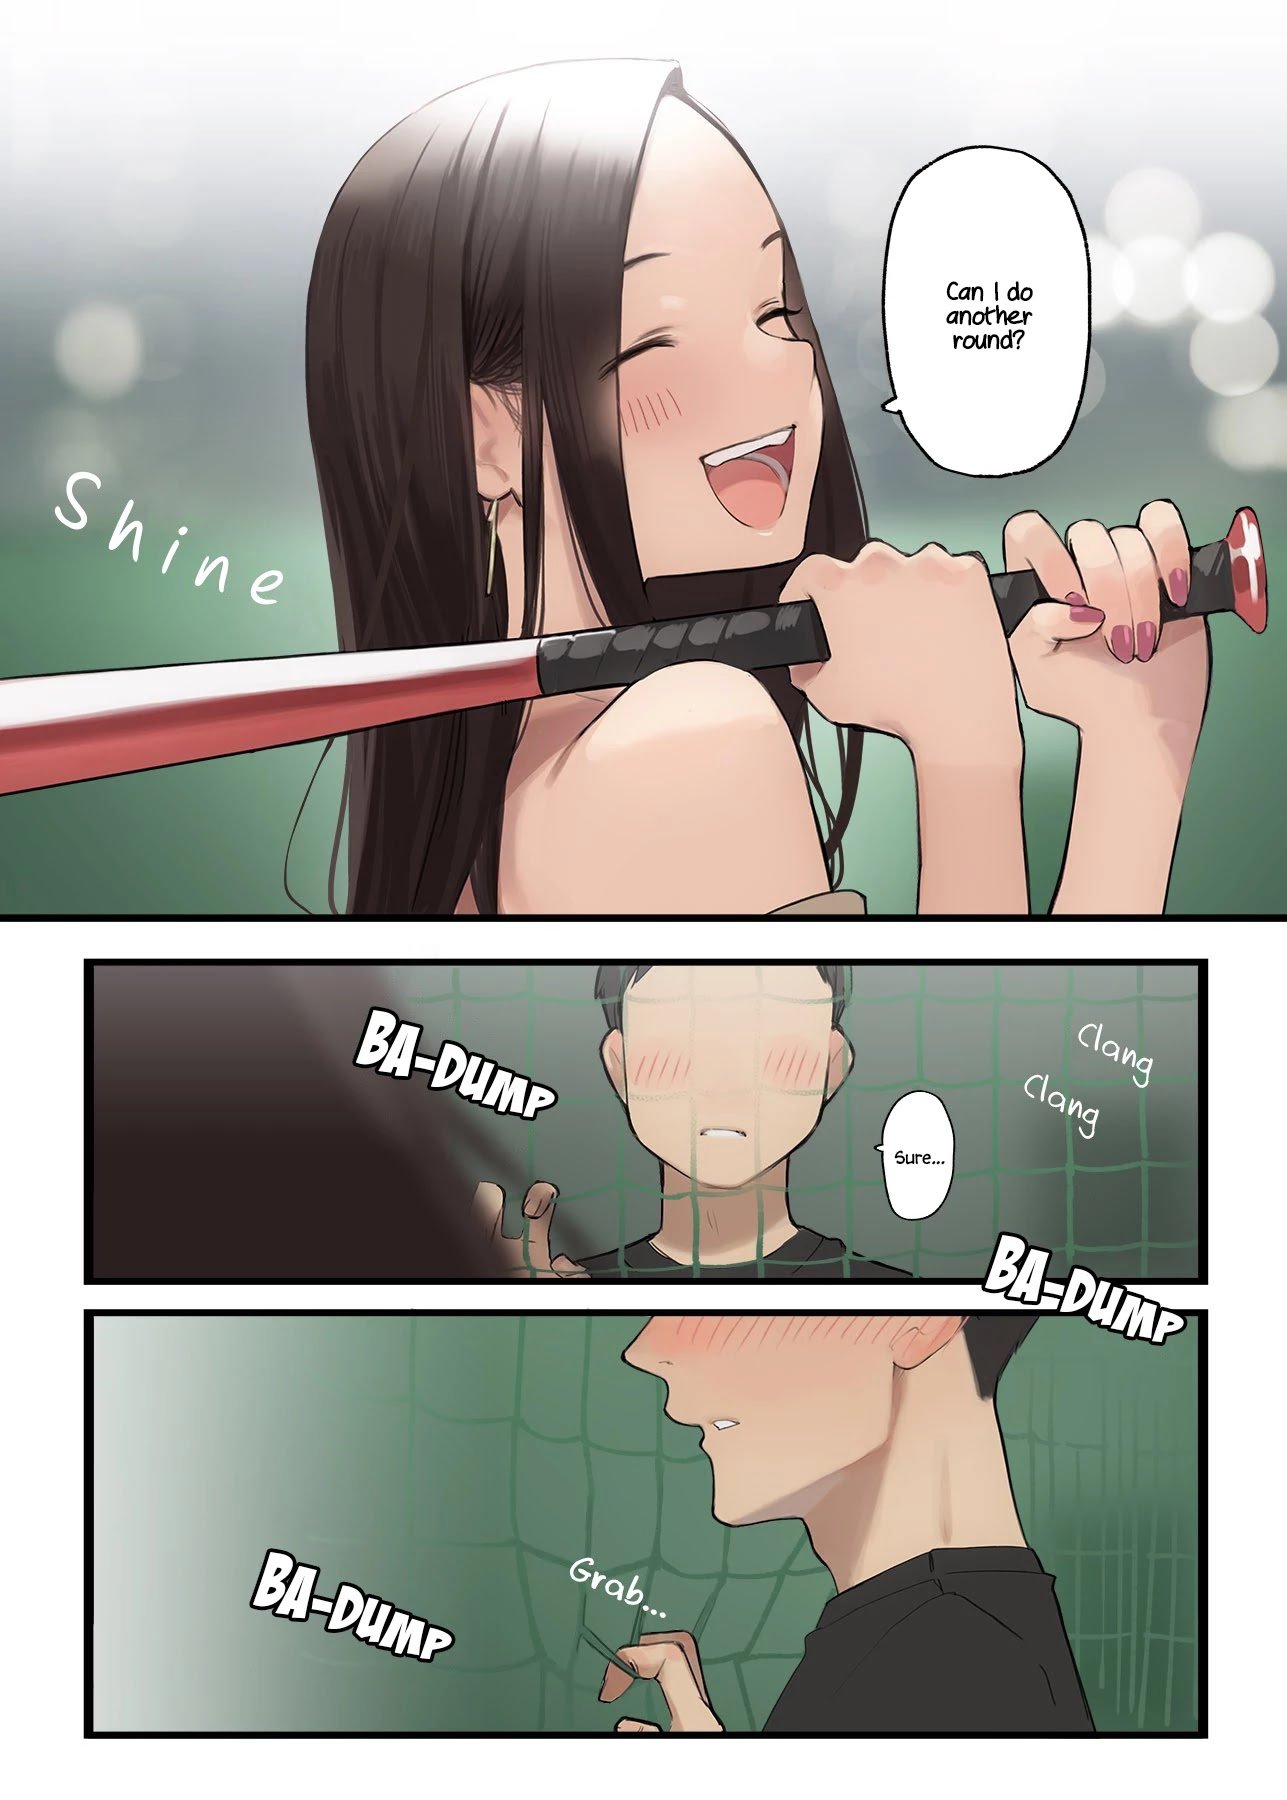 Can I do
another
round?
Shine
BA-DUMP
Clang
Clang
Sure...
BA-DUMP
Grab...
BA-DUMP